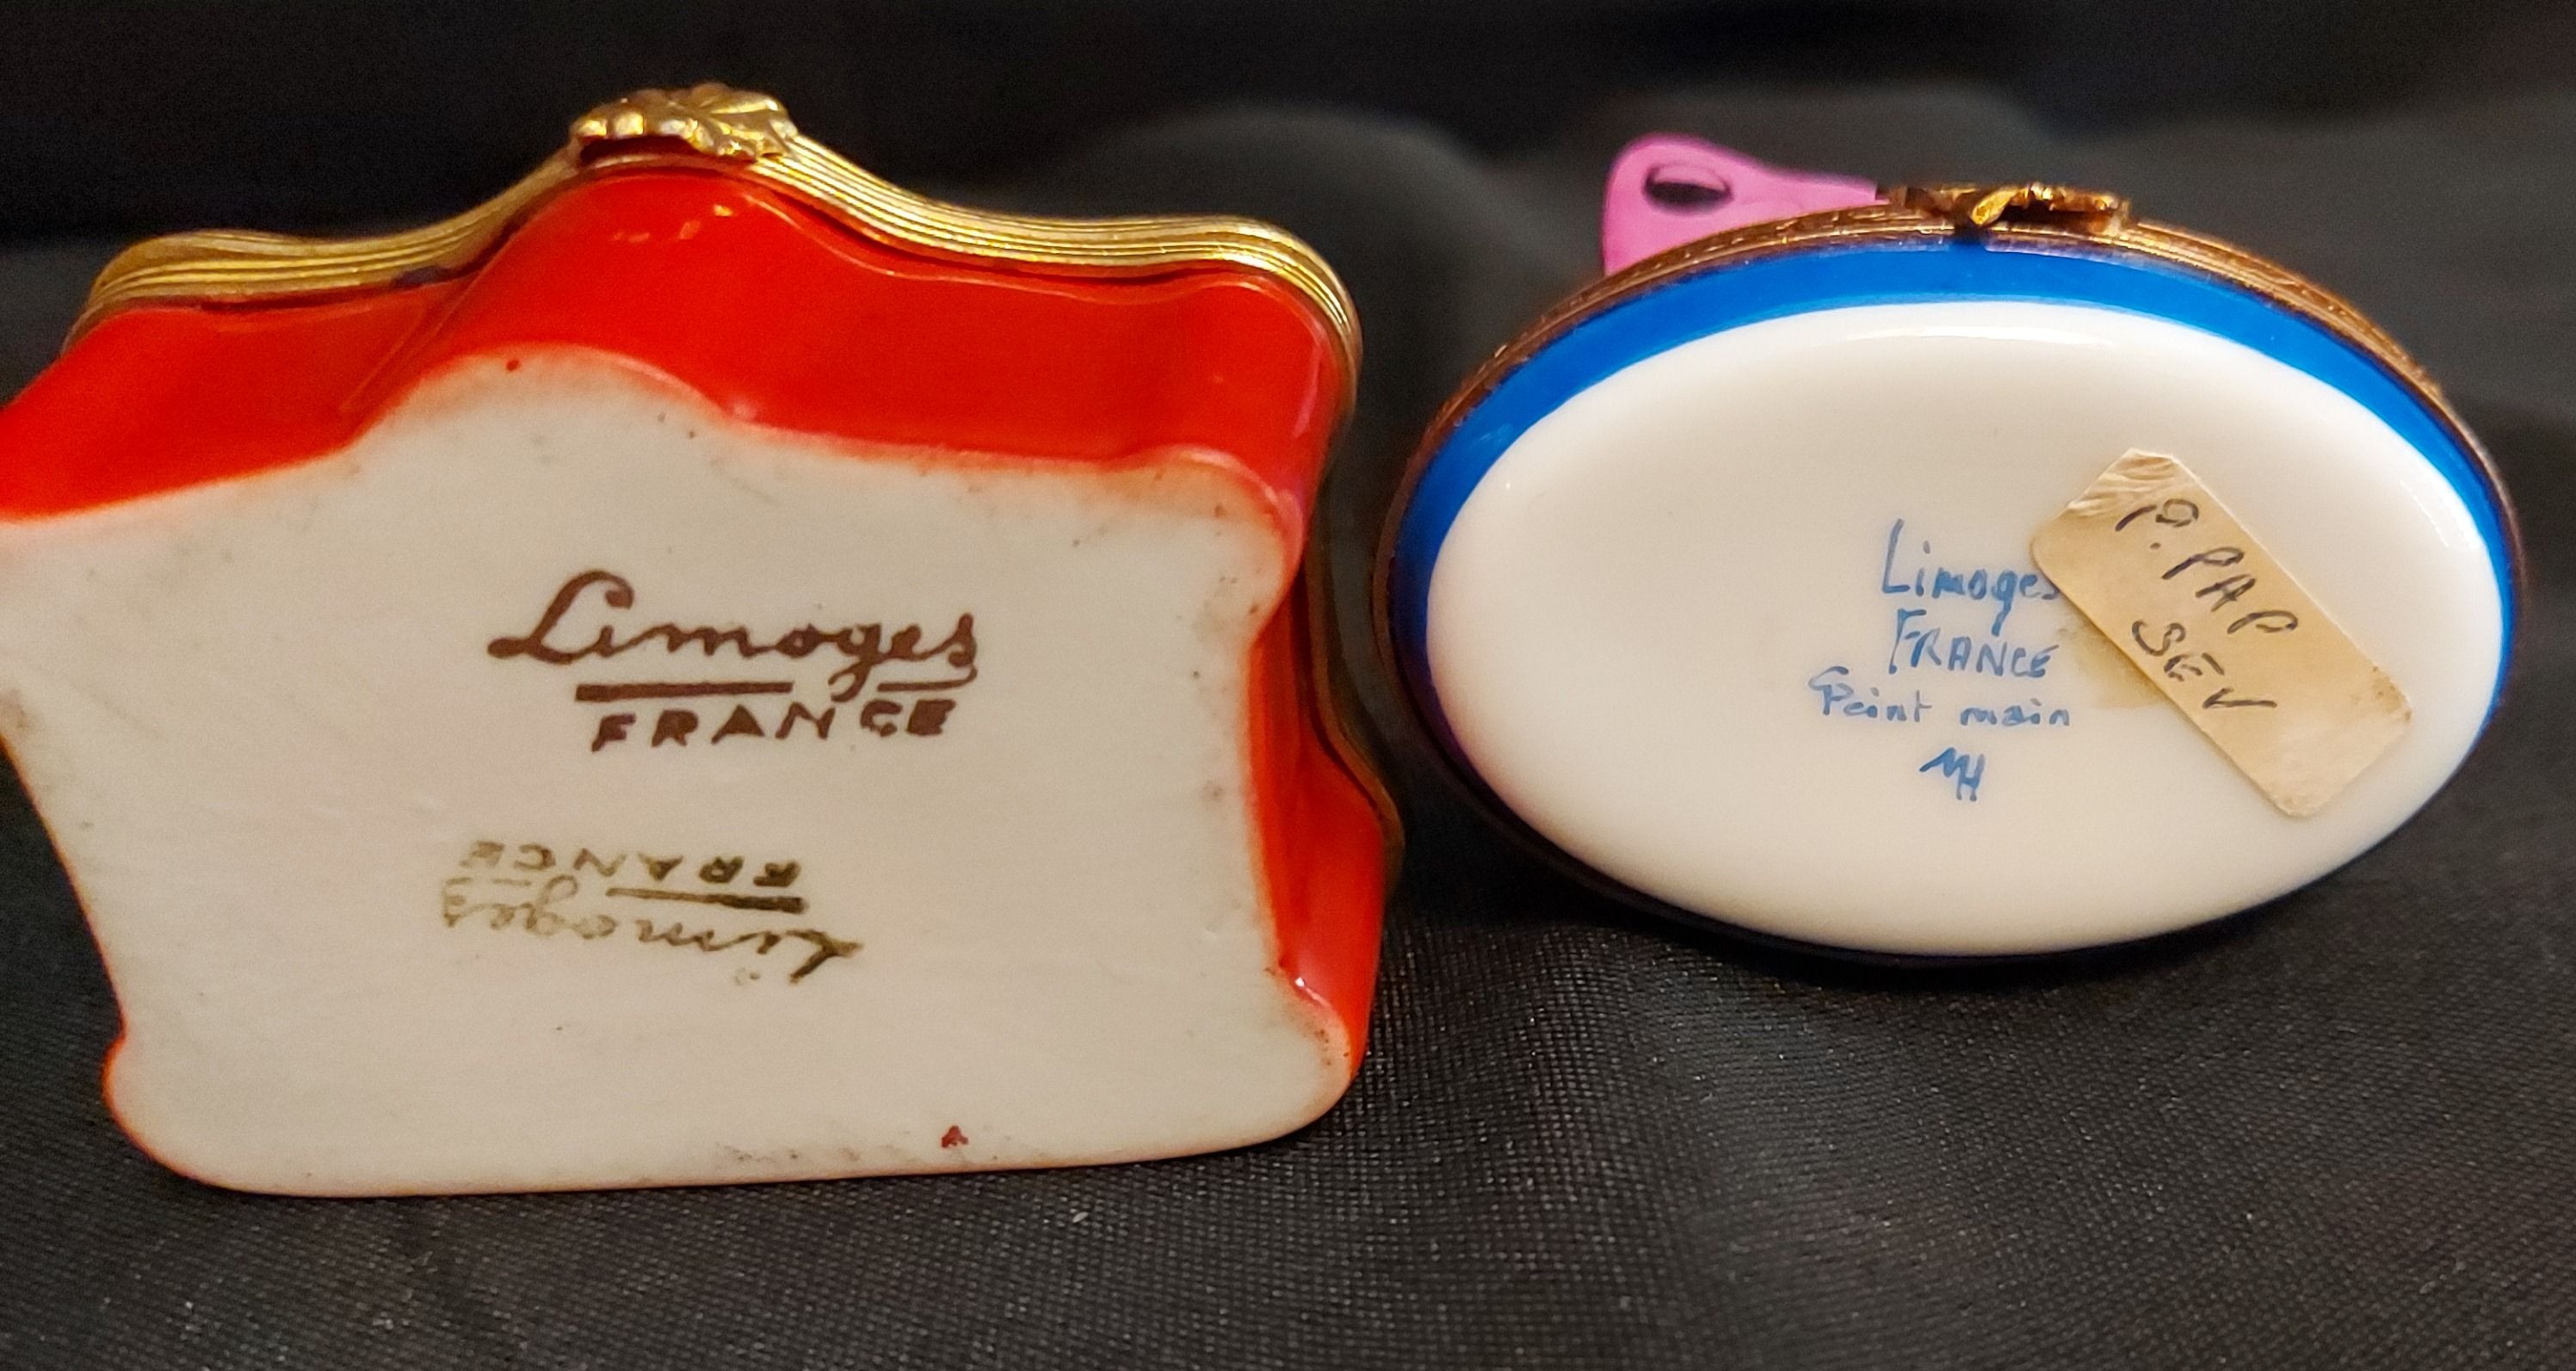 Limoges
FRANCE
FRANCE
Limoges
Limoges
FRANCE
Peint main
MH
P. PAP
SEV